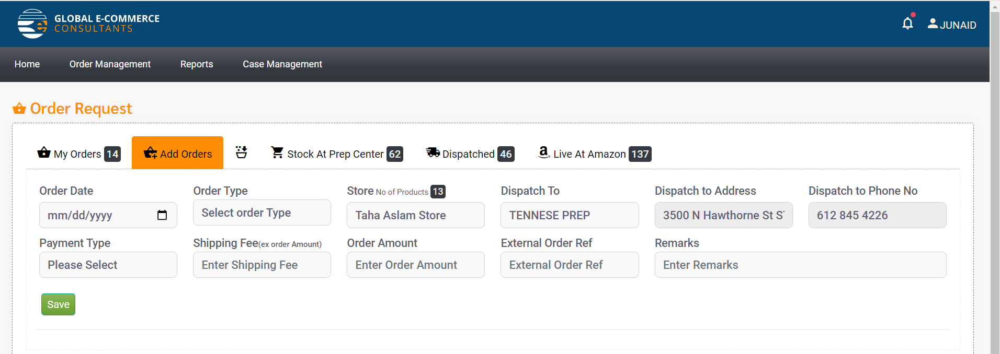 GLOBAL E-COMMERCE
CONSULTANTS
JUNAID
Home Order Management Reports Case Management
Order Request
My Orders 14 Add Orders Stock At Prep Center 62 Dispatched 46 Live At Amazon 137
Order Date Order Type Store No of Products 13 Dispatch To Dispatch to Address Dispatch to Phone No
mm/dd/yyyy Select order Type Taha Aslam Store TENNESE PREP 3500 N Hawthorne St 612 845 4226
Payment Type Shipping Fee(ex order Amount) Order Amount External Order Ref Remarks
Please Select Enter Shipping Fee Enter Order Amount External Order Ref Enter Remarks
Save